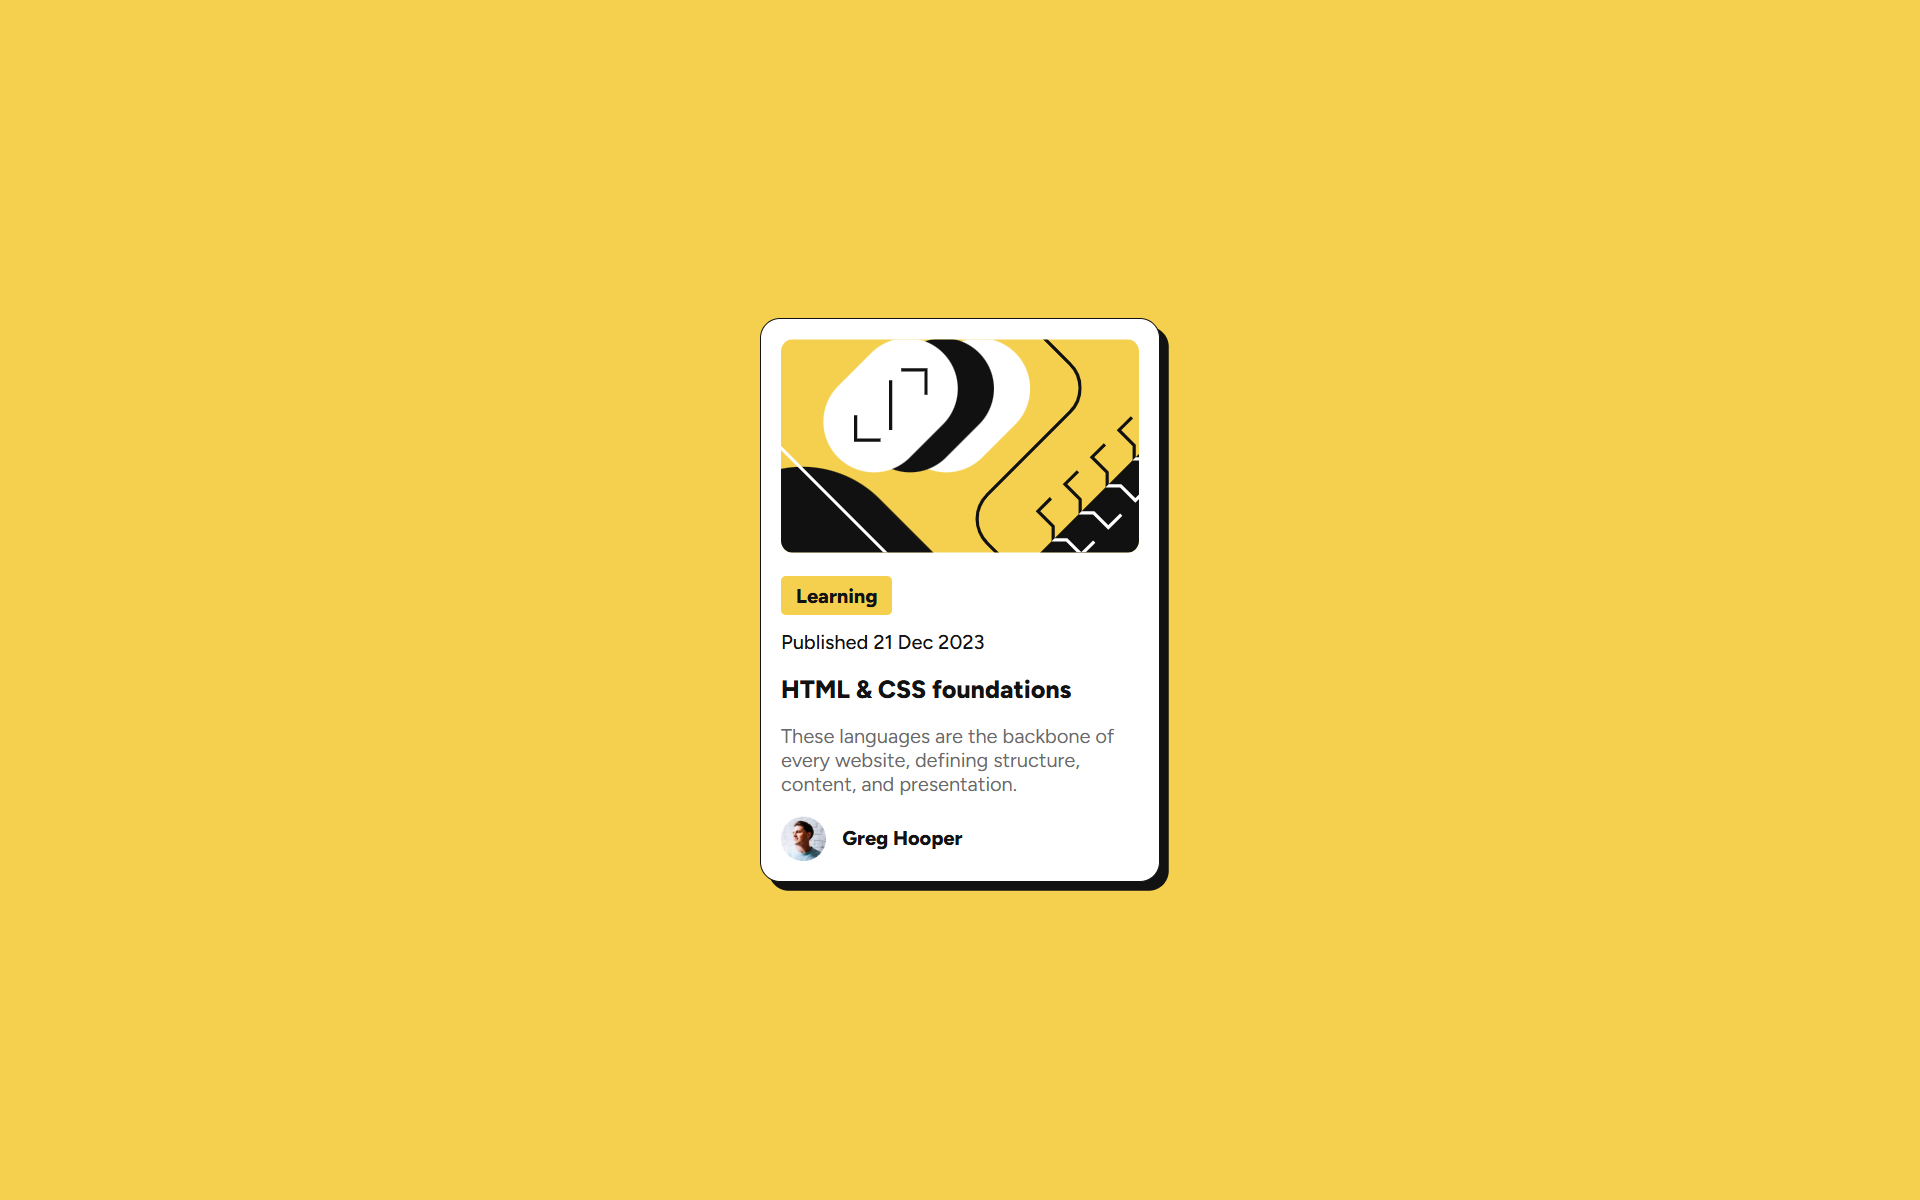 Learning
Published 21 Dec 2023
HTML & CSS foundations
These languages are the backbone of
every website, defining structure,
content, and presentation.
Greg Hooper